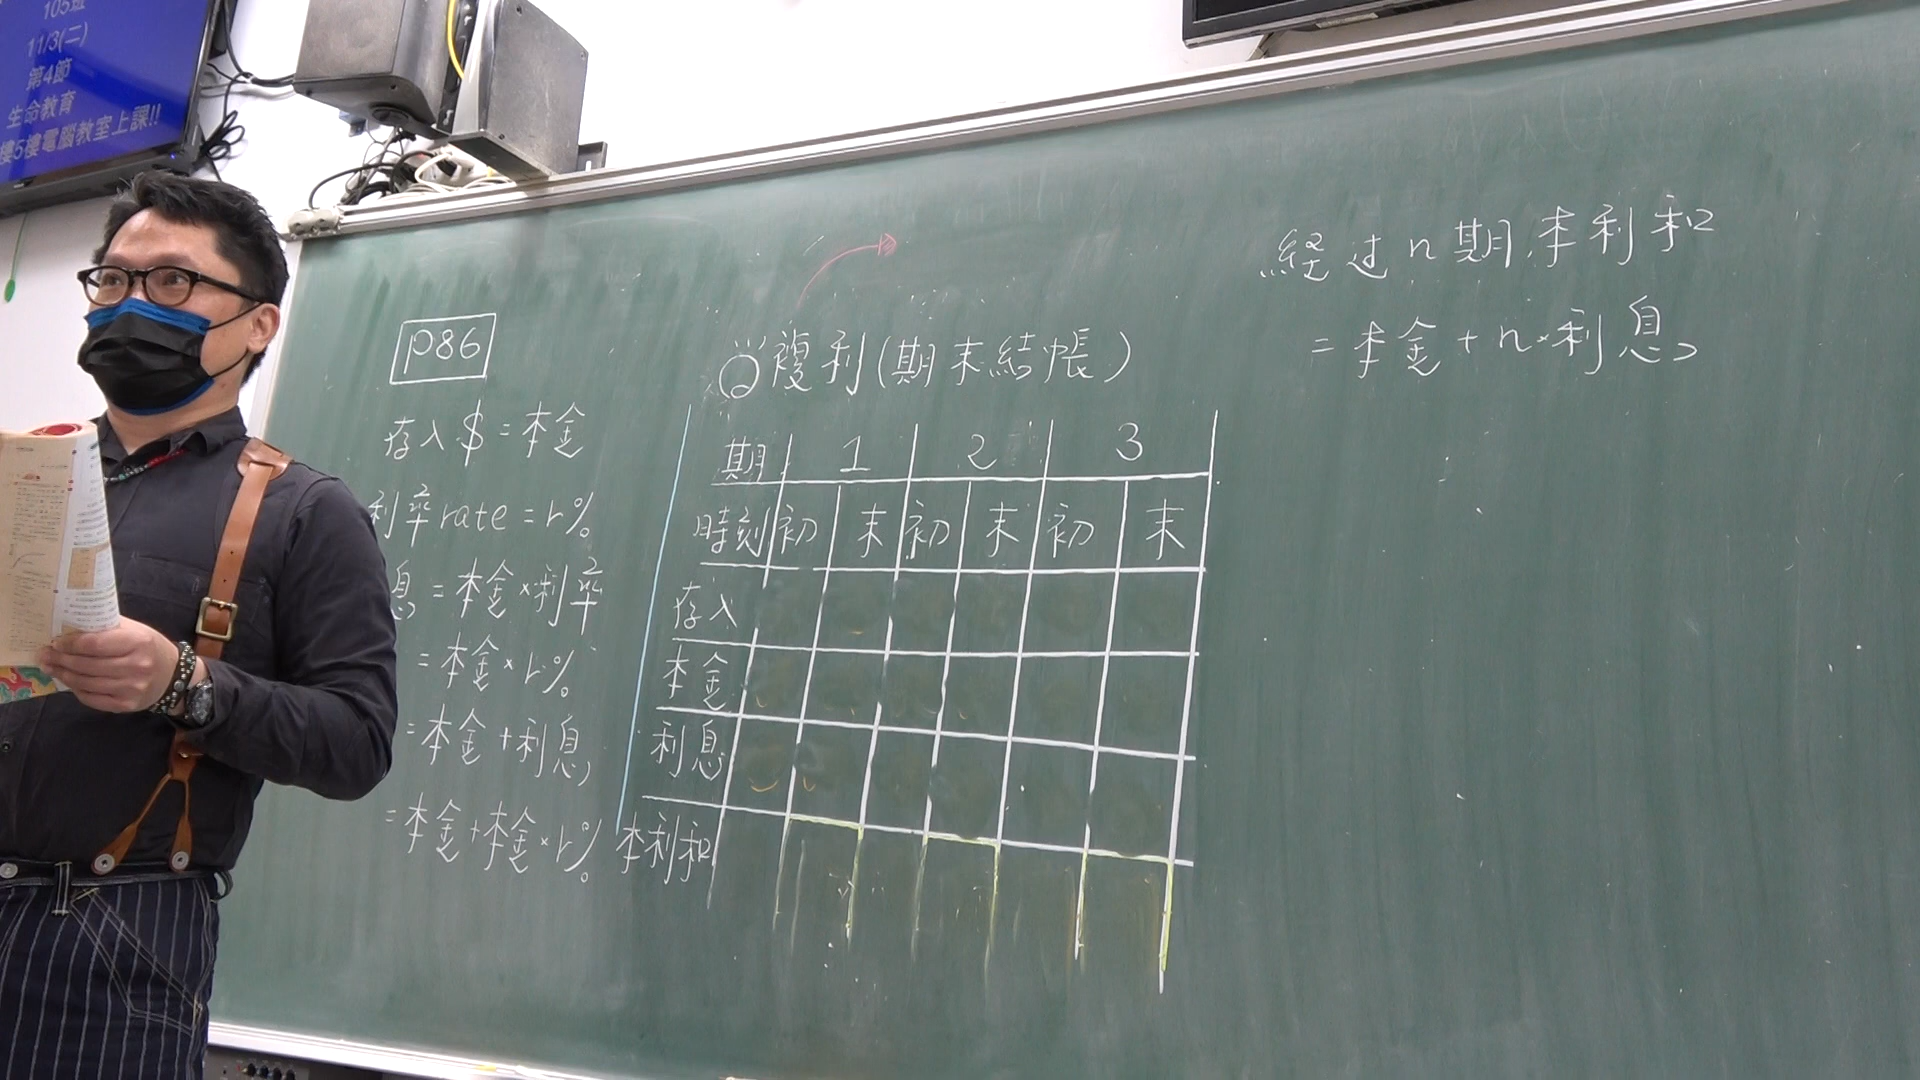 105班
11/3(二)
第4節
生命教育
樓5樓電腦教室上課!!
P86
存入$=本金
利率rate=r%
息=本金×利率
=本金×r%
=本金+利息
=本金+本金×r%
複利(期末結帳)
期 1 2 3
時刻 初 末 初 末 初 末
存入
本金
利息
本利和
経过n期,本利和
=本金+n×利息